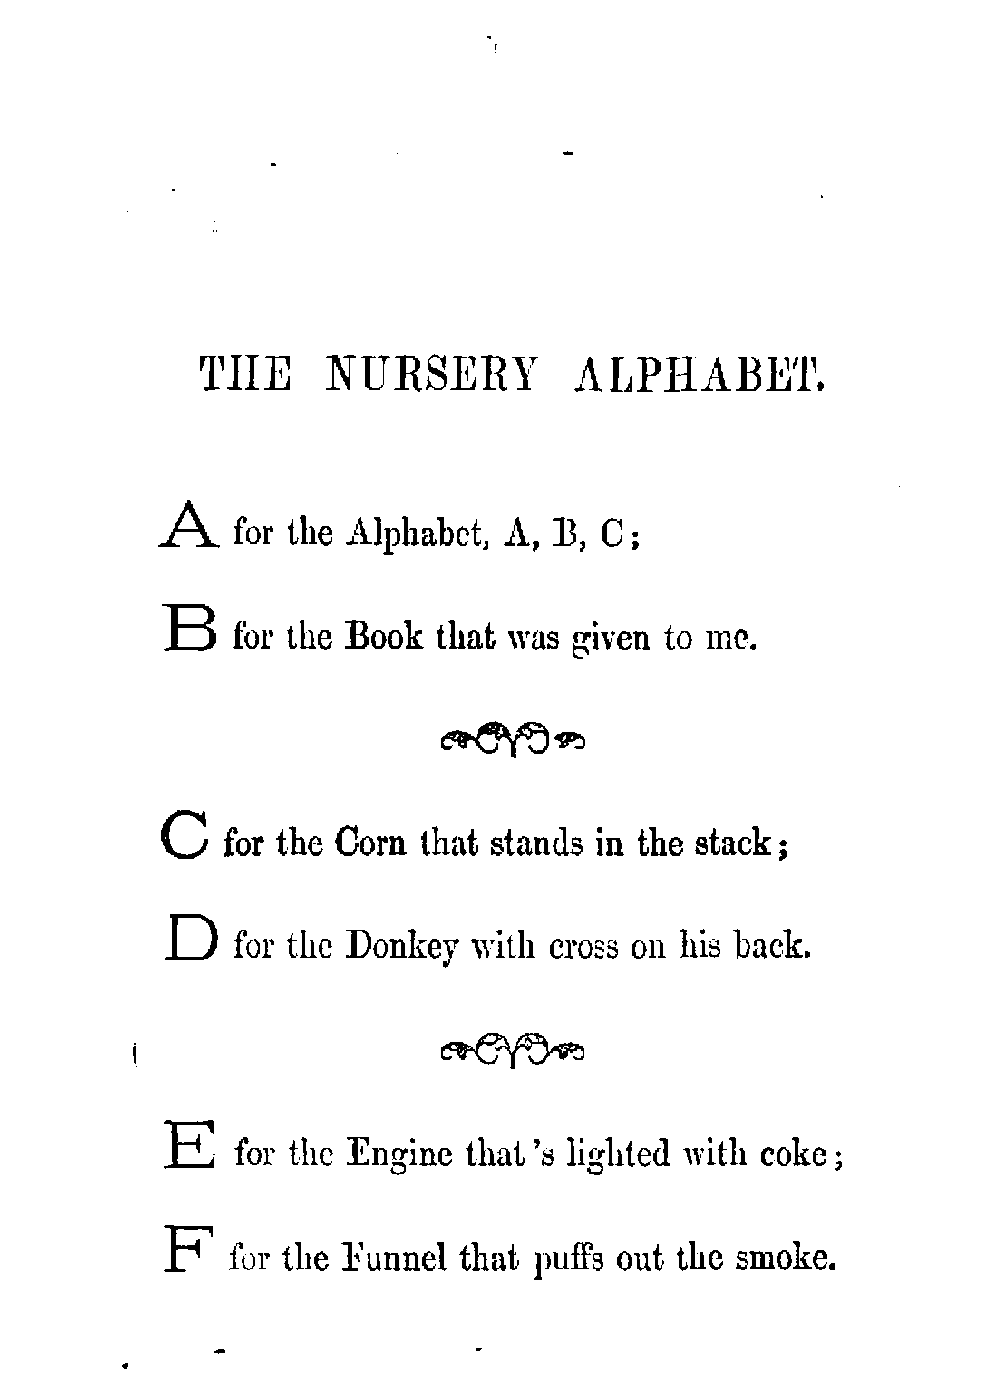 THE NURSERY ALPHABET.
A for the Alphabet, A, B, C;
B for the Book that was given to me.
C for the Corn that stands in the stack;
D for the Donkey with cross on his back.
E for the Engine that 's lighted with coke;
F for the Funnel that puffs out the smoke.